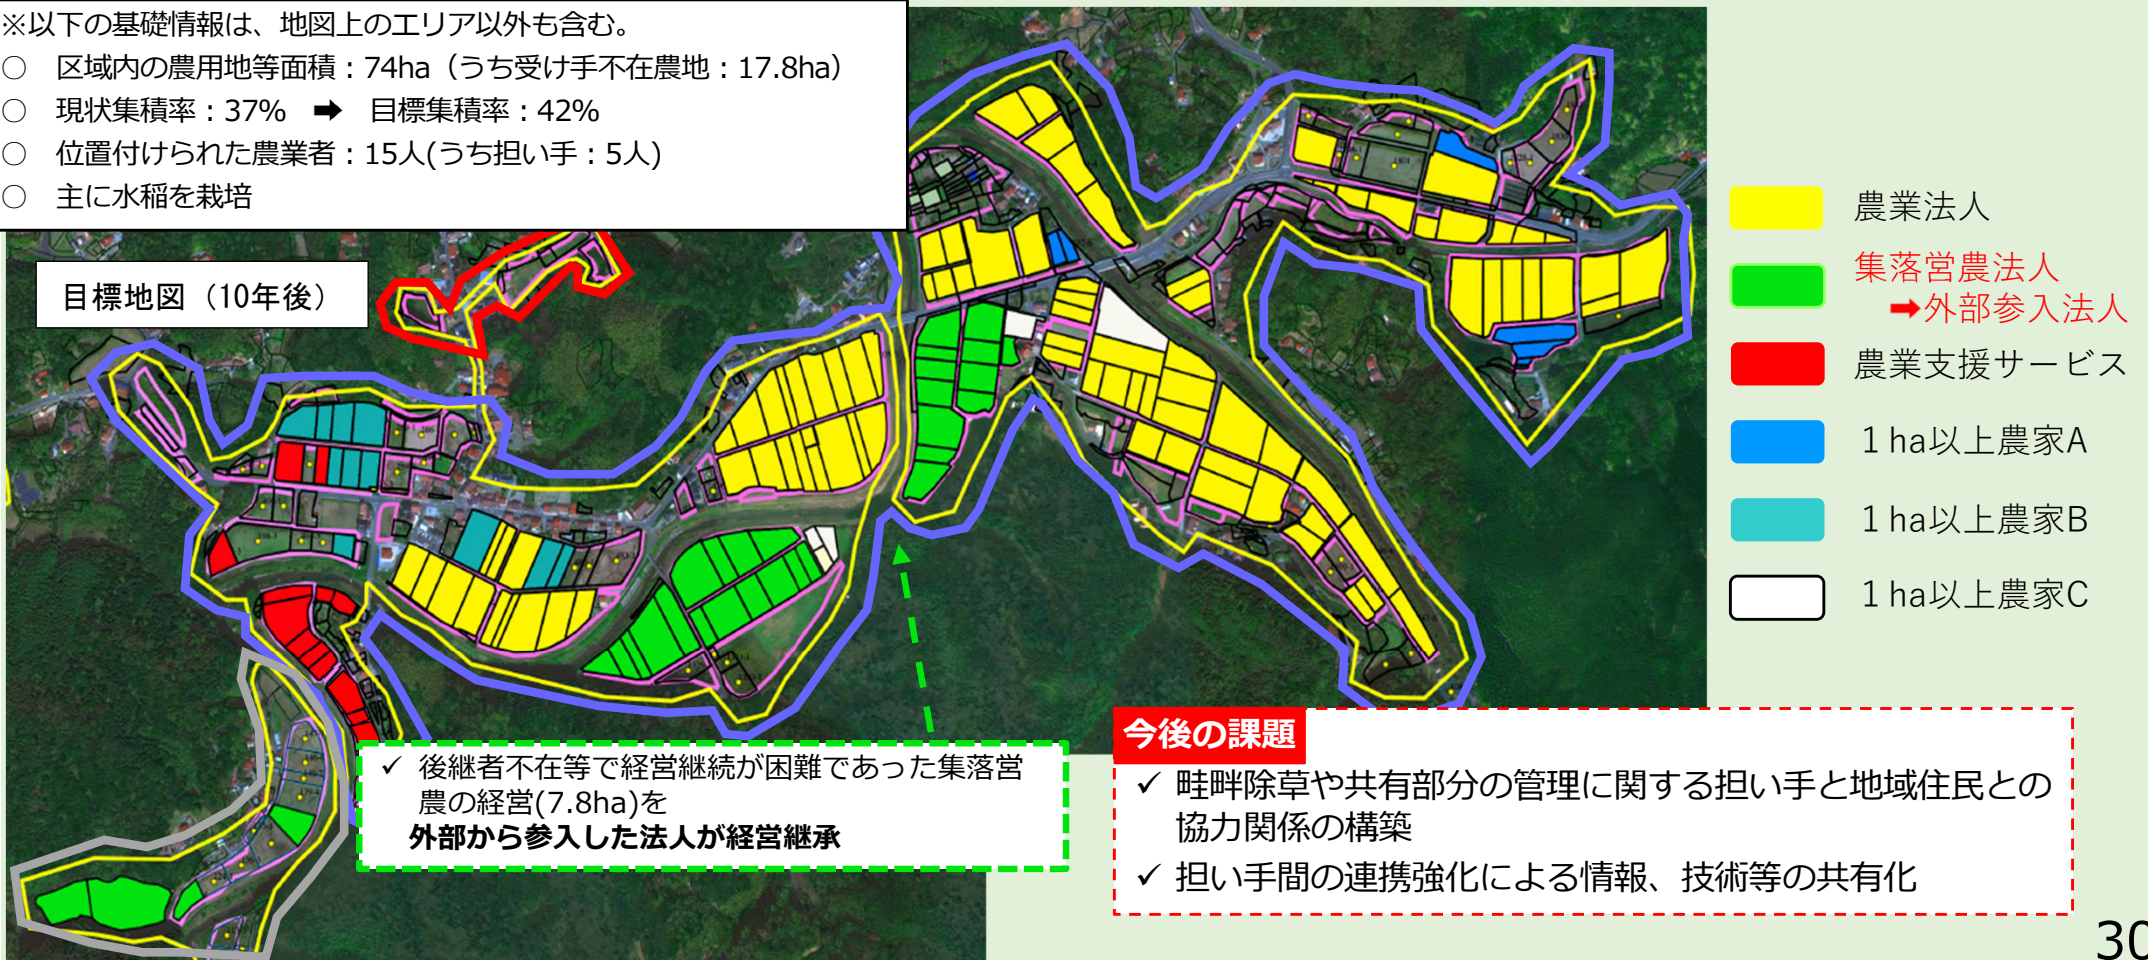 ※以下の基礎情報は、地図上のエリア以外も含む。
○ 区域内の農用地等面積：74ha（うち受け手不在農地：17.8ha）
○ 現状集積率：37% ➡ 目標集積率：42%
○ 位置付けられた農業者：15人(うち担い手：5人)
○ 主に水稲を栽培
目標地図（10年後）
農業法人
集落営農法人
➡外部参入法人
農業支援サービス
１ha以上農家A
１ha以上農家B
１ha以上農家C
✓ 後継者不在等で経営継続が困難であった集落営
農の経営(7.8ha)を
外部から参入した法人が経営継承
今後の課題
✓ 畦畔除草や共有部分の管理に関する担い手と地域住民との
協力関係の構築
✓ 担い手間の連携強化による情報、技術等の共有化
30